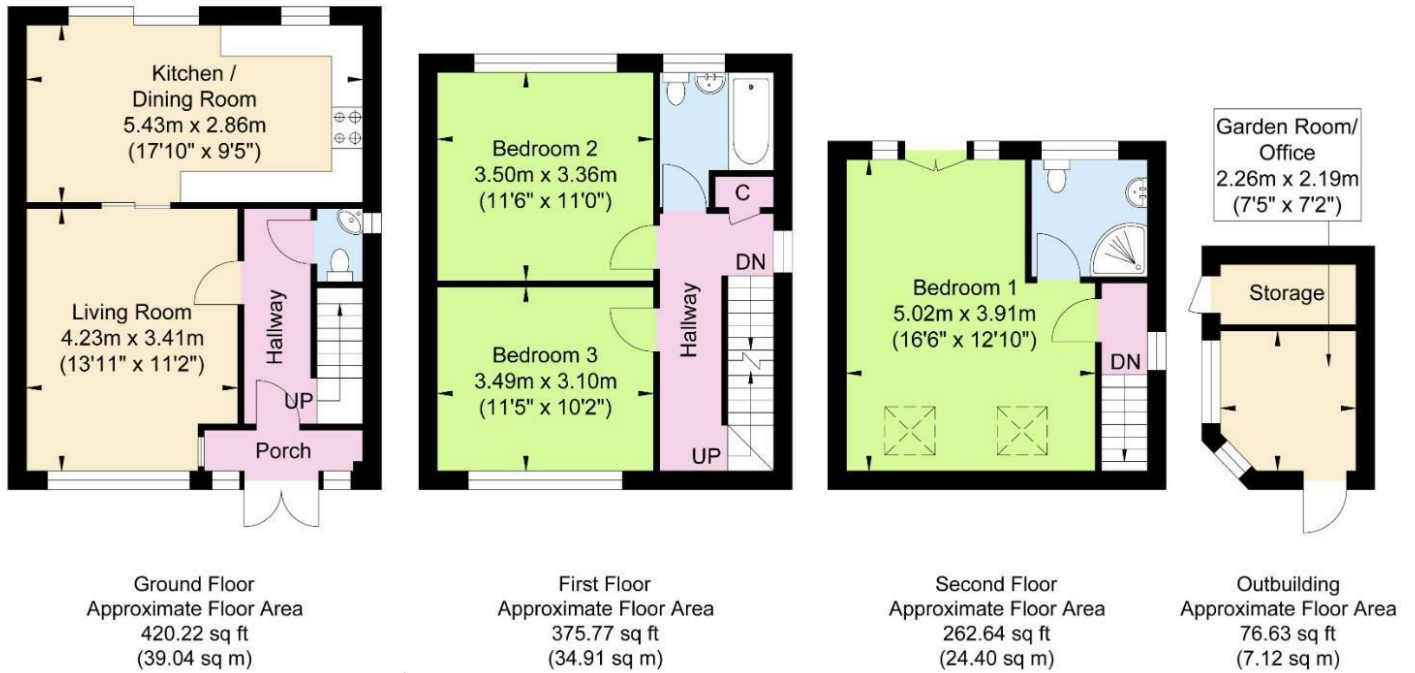 Kitchen /
Dining Room
5.43m x 2.86m
(17'10" x 9'5")
Living Room
4.23m x 3.41m
(13'11" x 11'2")
Hallway
UP
Porch
Ground Floor
Approximate Floor Area
420.22 sq ft
(39.04 sq m)
Bedroom 2
3.50m x 3.36m
(11'6" x 11'0")
C
DN
Bedroom 3
3.49m x 3.10m
(11'5" x 10'2")
Hallway
UP
First Floor
Approximate Floor Area
375.77 sq ft
(34.91 sq m)
Bedroom 1
5.02m x 3.91m
(16'6" x 12'10")
DN
Second Floor
Approximate Floor Area
262.64 sq ft
(24.40 sq m)
Garden Room/
Office
2.26m x 2.19m
(7'5" x 7'2")
Storage
Outbuilding
Approximate Floor Area
76.63 sq ft
(7.12 sq m)